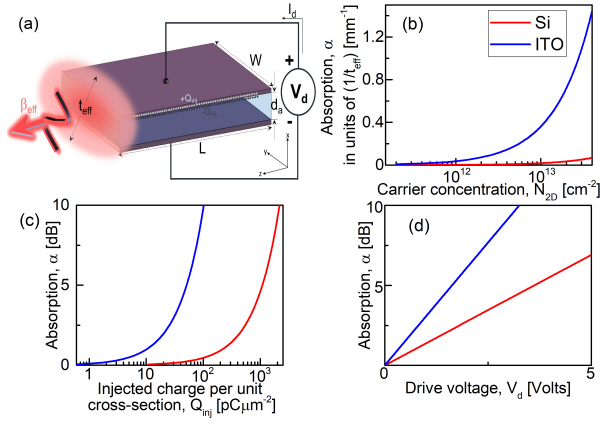 (a)
I_d
W
+
V_d
-
+Q_inj
-Q_inj
t_eff
β_eff
d_a
L
x
y
z
(b)
Si
ITO
Absorption, α
in units of (1/t_eff) [mm⁻¹]
1.2
0.8
0.4
0
10¹²
10¹³
Carrier concentration, N_2D [cm⁻²]
(c)
Absorption, α [dB]
10
5
0
1
10¹
10²
10³
Injected charge per unit
cross-section, Q_inj [pCμm⁻²]
(d)
Absorption, α [dB]
10
5
0
0
5
Drive voltage, V_d [Volts]